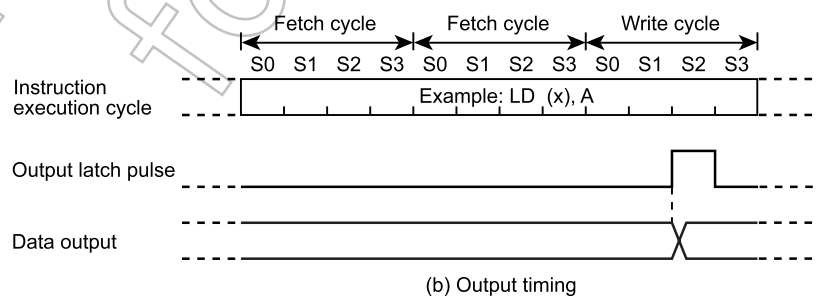 Fetch cycle Fetch cycle Write cycle
S0 S1 S2 S3 S0 S1 S2 S3 S0 S1 S2 S3
Instruction
execution cycle
Example: LD (x), A
Output latch pulse
Data output
(b) Output timing